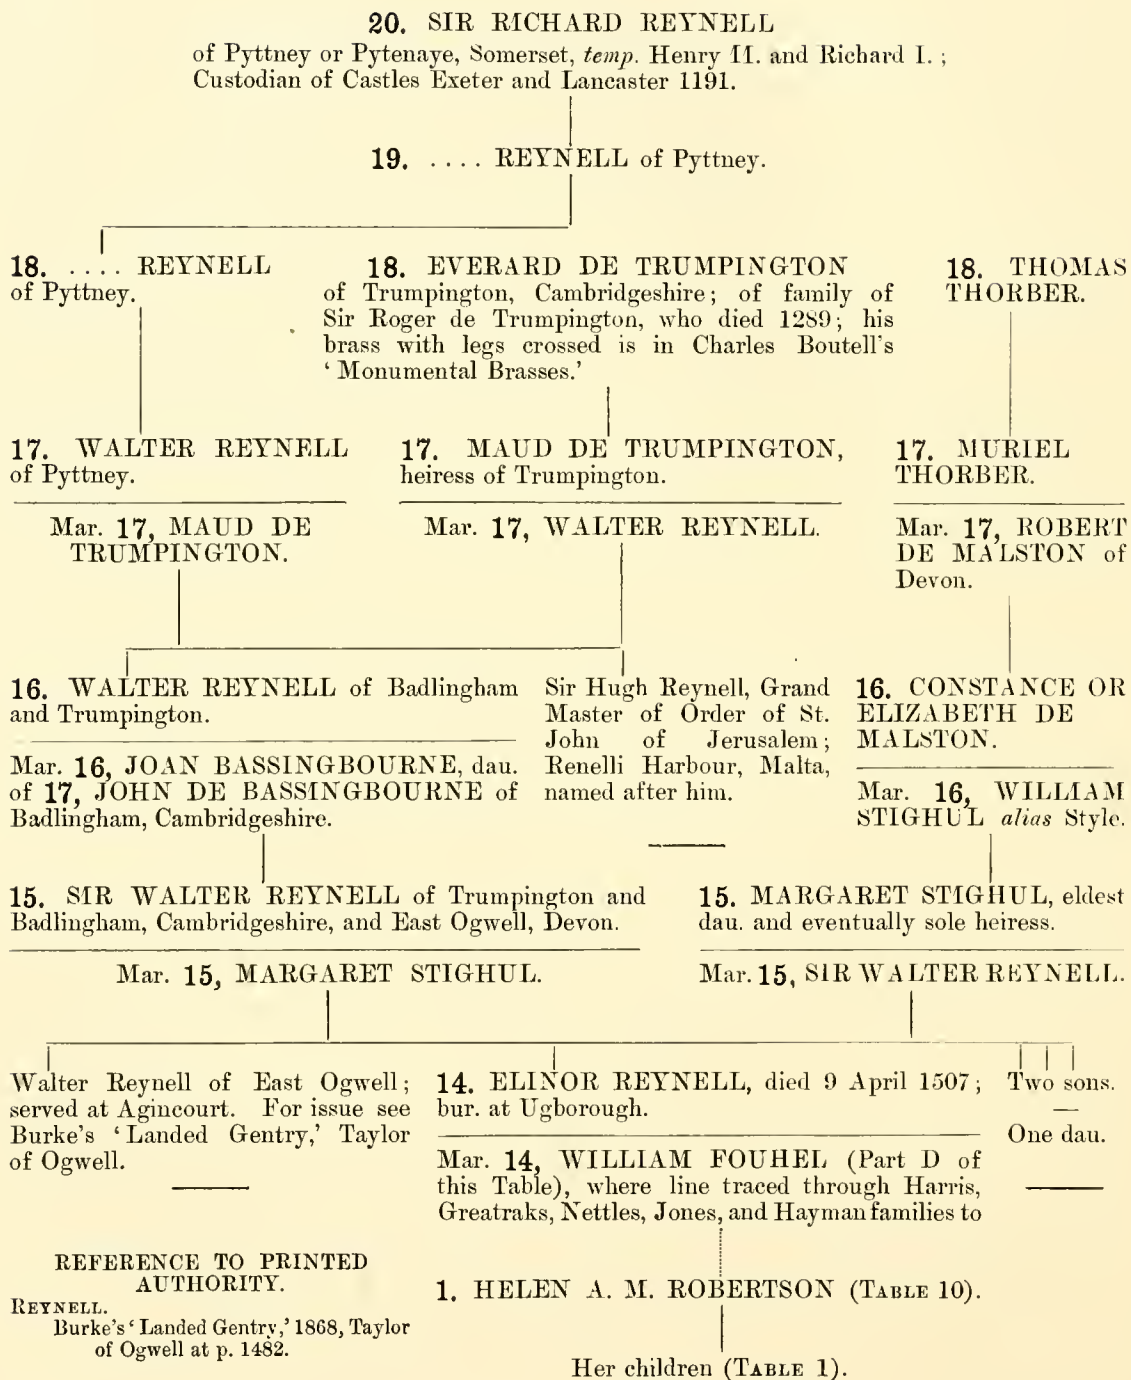 20. SIR RICHARD REYNELL
of Pyttney or Pytenaye, Somerset, temp. Henry II. and Richard I. ;
Custodian of Castles Exeter and Lancaster 1191.
19. .... REYNELL of Pyttney.
18. .... REYNELL
of Pyttney.
18. EVERARD DE TRUMPINGTON
of Trumpington, Cambridgeshire; of family of
Sir Roger de Trumpington, who died 1289; his
brass with legs crossed is in Charles Boutell's
‘Monumental Brasses.’
18. THOMAS
THORBER.
17. WALTER REYNELL
of Pyttney.
Mar. 17, MAUD DE
TRUMPINGTON.
17. MAUD DE TRUMPINGTON,
heiress of Trumpington.
Mar. 17, WALTER REYNELL.
17. MURIEL
THORBER.
Mar. 17, ROBERT
DE MALSTON of
Devon.
16. WALTER REYNELL of Badlingham
and Trumpington.
Mar. 16, JOAN BASSINGBOURNE, dau.
of 17, JOHN DE BASSINGBOURNE of
Badlingham, Cambridgeshire.
Sir Hugh Reynell, Grand
Master of Order of St.
John of Jerusalem;
Renelli Harbour, Malta,
named after him.
16. CONSTANCE OR
ELIZABETH DE
MALSTON.
Mar. 16, WILLIAM
STIGHUL alias Style.
15. SIR WALTER REYNELL of Trumpington and
Badlingham, Cambridgeshire, and East Ogwell, Devon.
Mar. 15, MARGARET STIGHUL.
15. MARGARET STIGHUL, eldest
dau. and eventually sole heiress.
Mar. 15, SIR WALTER REYNELL.
Walter Reynell of East Ogwell;
served at Agincourt. For issue see
Burke's ‘Landed Gentry,’ Taylor
of Ogwell.
14. ELINOR REYNELL, died 9 April 1507;
bur. at Ugborough.
Mar. 14, WILLIAM FOUHEL (Part D of
this Table), where line traced through Harris,
Greatraks, Nettles, Jones, and Hayman families to
Two sons.
One dau.
REFERENCE TO PRINTED
AUTHORITY.
REYNELL.
Burke's ‘Landed Gentry,’ 1868, Taylor
of Ogwell at p. 1482.
1. HELEN A. M. ROBERTSON (TABLE 10).
Her children (TABLE 1).